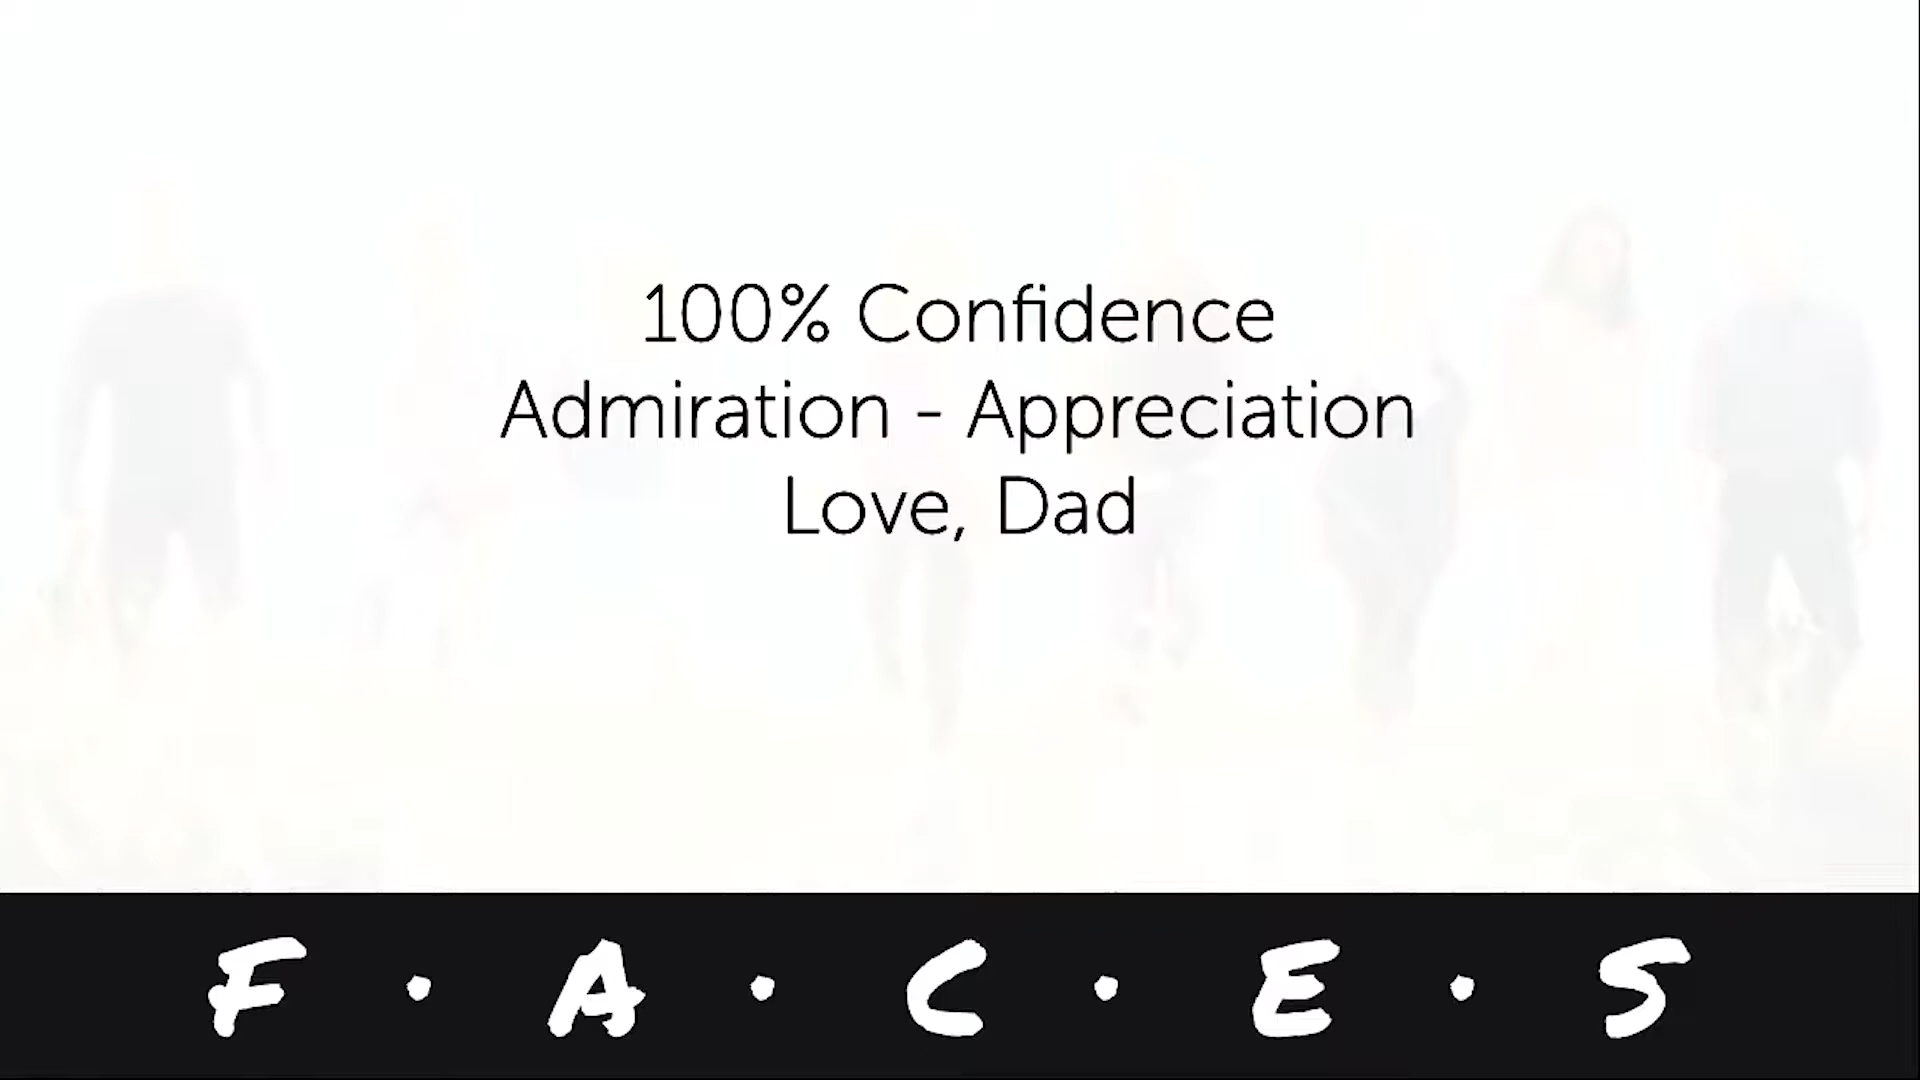 100% Confidence
Admiration - Appreciation
Love, Dad
F • A • C • E • S